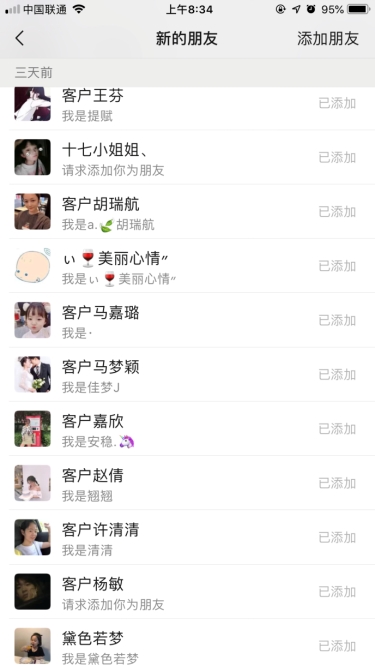 中国联通 上午8:34 95%
新的朋友 添加朋友
三天前
客户王芬 已添加
我是提赋
十七小姐姐、 已添加
请求添加你为朋友
客户胡瑞航 已添加
我是a.🍃胡瑞航
ぃ🍷美丽心情〃 已添加
我是ぃ🍷美丽心情〃
客户马嘉璐 已添加
我是·
客户马梦颖 已添加
我是佳梦J
客户嘉欣 已添加
我是安稳.🦄
客户赵倩 已添加
我是翘翘
客户许清清 已添加
我是清清
客户杨敏 已添加
请求添加你为朋友
黛色若梦 已添加
我是黛色若梦